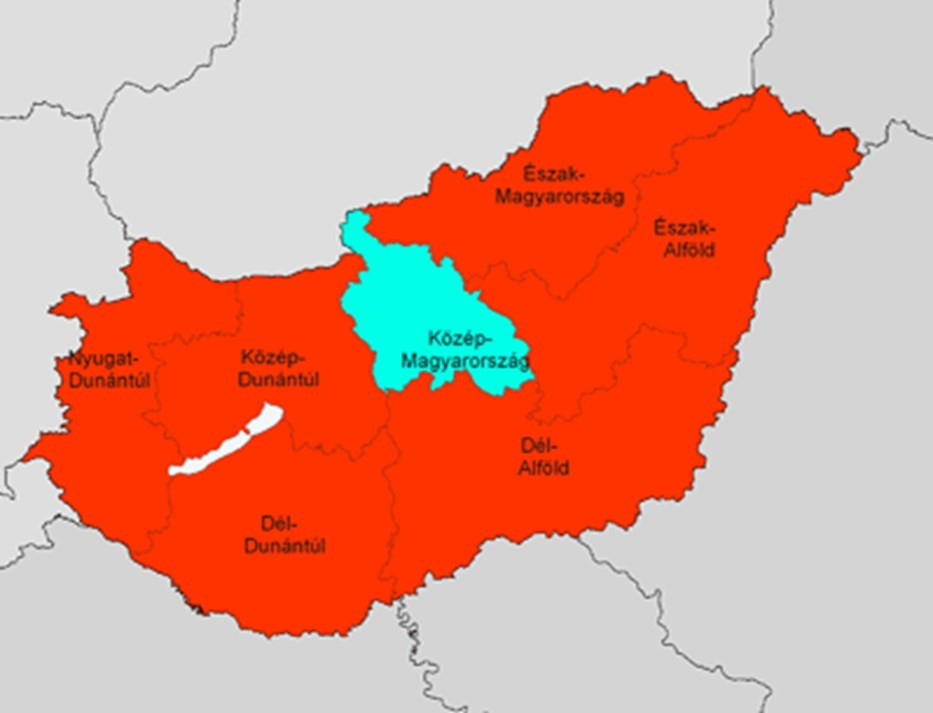 Észak-
Magyarország
Észak-
Alföld
Közép-
Magyarország
Nyugat-
Dunántúl
Közép-
Dunántúl
Dél-
Alföld
Dél-
Dunántúl